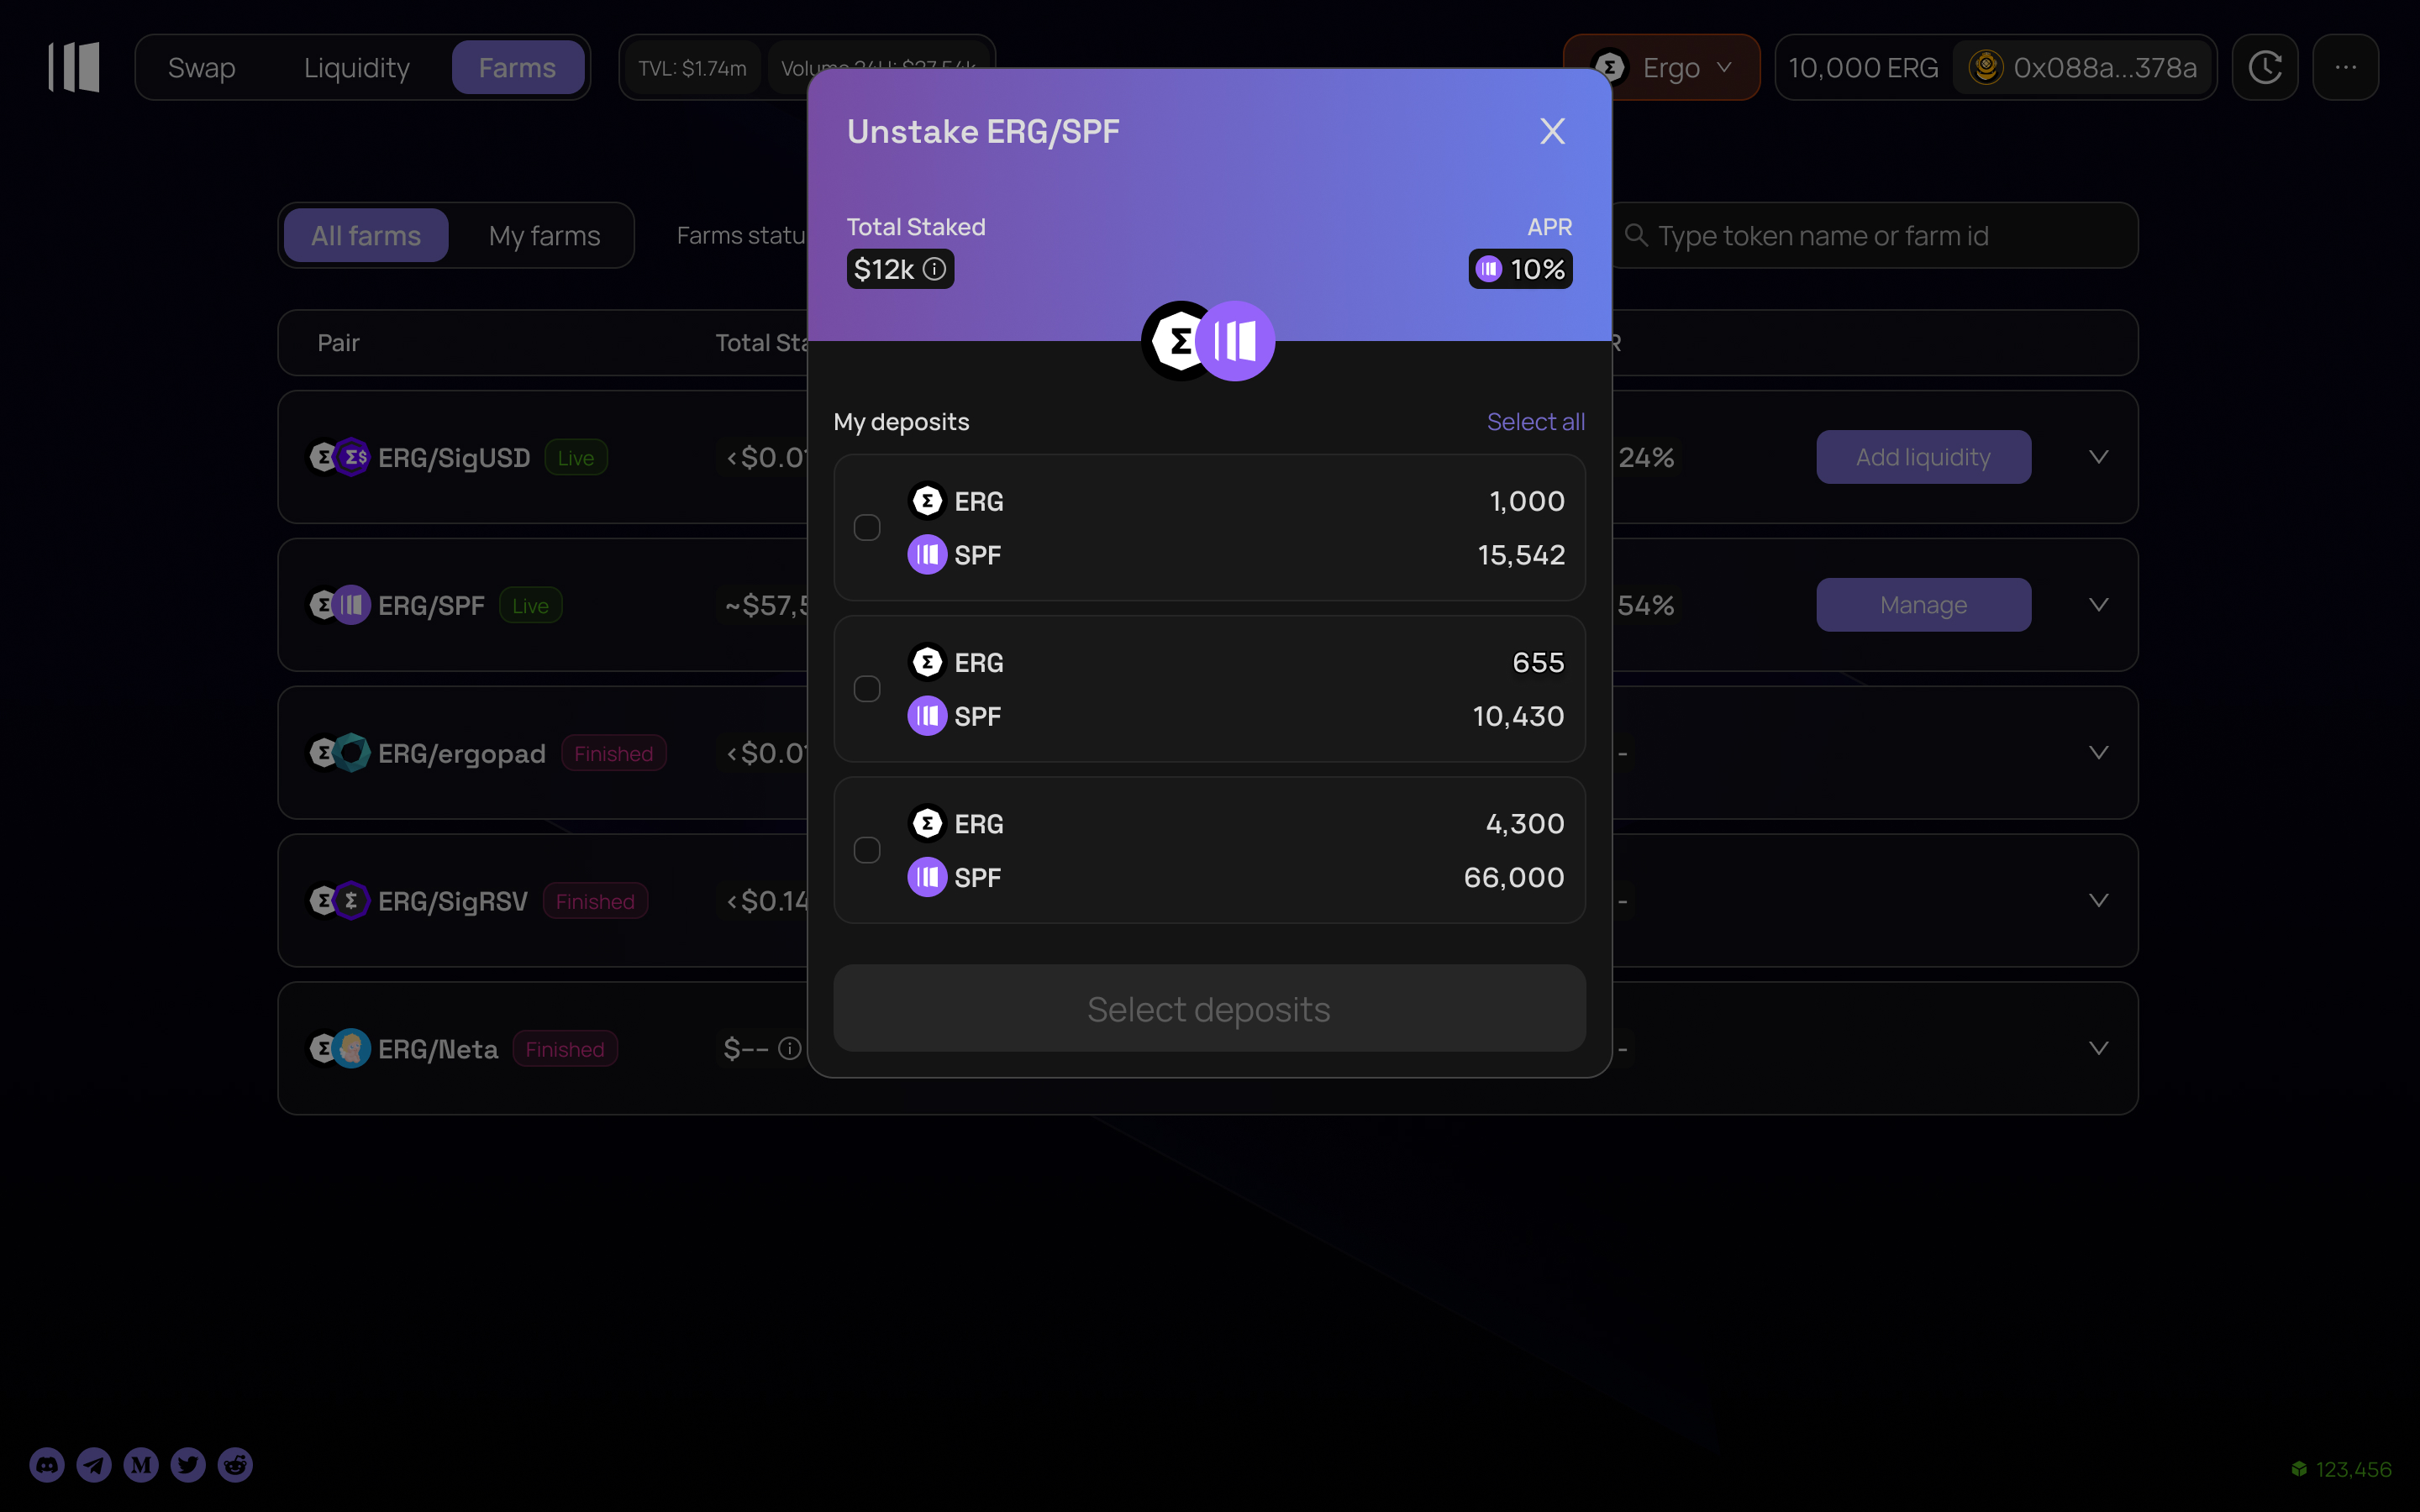 Swap Liquidity Farms TVL: $1.74m Volume 24H: $27.54k Ergo 10,000 ERG 0x088a...378a ...
Unstake ERG/SPF X
Total Staked APR
$12k 10%
All farms My farms Farms statu Type token name or farm id
Pair Total Sta R
My deposits Select all
ERG/SigUSD Live <$0.01 24% Add liquidity
ERG 1,000
SPF 15,542
ERG/SPF Live ~$57,5 54% Manage
ERG 655
SPF 10,430
ERG/ergopad Finished <$0.01 -
ERG 4,300
SPF 66,000
ERG/SigRSV Finished <$0.14 -
Select deposits
ERG/Neta Finished $-- -
123,456